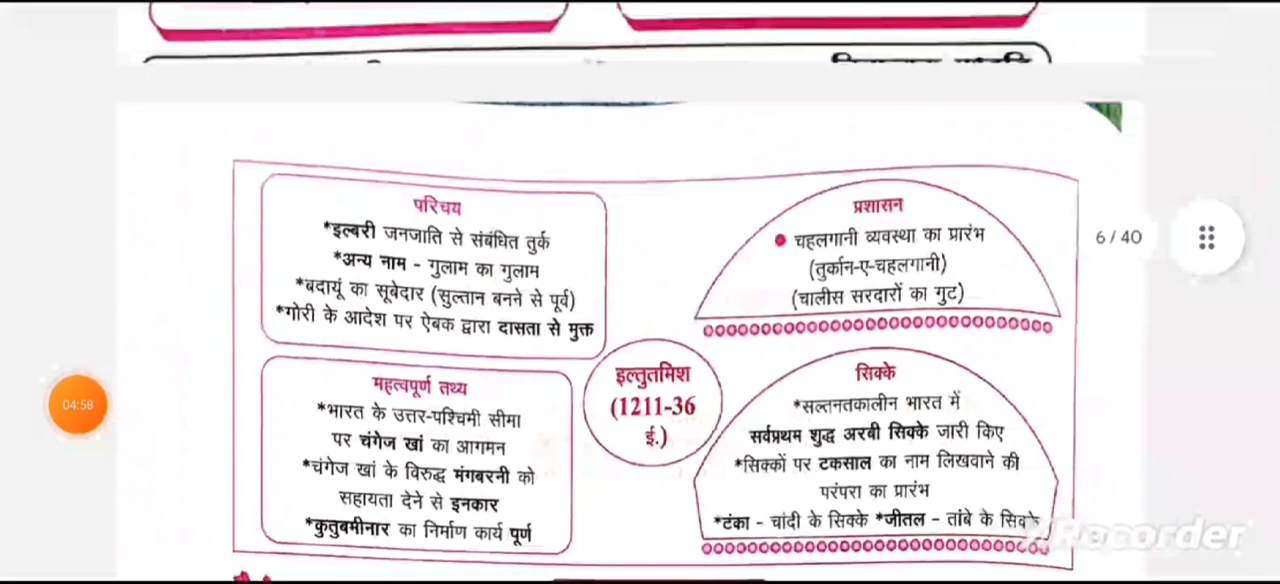 परिचय
*इल्बरी जनजाति से संबंधित तुर्क
*अन्य नाम - गुलाम का गुलाम
*बदायूं का सूबेदार (सुल्तान बनने से पूर्व)
*गोरी के आदेश पर ऐबक द्वारा दासता से मुक्त
प्रशासन
चहलगानी व्यवस्था का प्रारंभ
(तुर्कान-ए-चहलगानी)
(चालीस सरदारों का गुट)
6 / 40
इल्तुतमिश
(1211-36
ई.)
04:58
महत्वपूर्ण तथ्य
*भारत के उत्तर-पश्चिमी सीमा
पर चंगेज खां का आगमन
*चंगेज खां के विरुद्ध मंगबरनी को
सहायता देने से इनकार
*कुतुबमीनार का निर्माण कार्य पूर्ण
सिक्के
*सल्तनतकालीन भारत में
सर्वप्रथम शुद्ध अरबी सिक्के जारी किए
*सिक्कों पर टकसाल का नाम लिखवाने की
परंपरा का प्रारंभ
*टंका - चांदी के सिक्के *जीतल - तांबे के सिक्के
Recorder